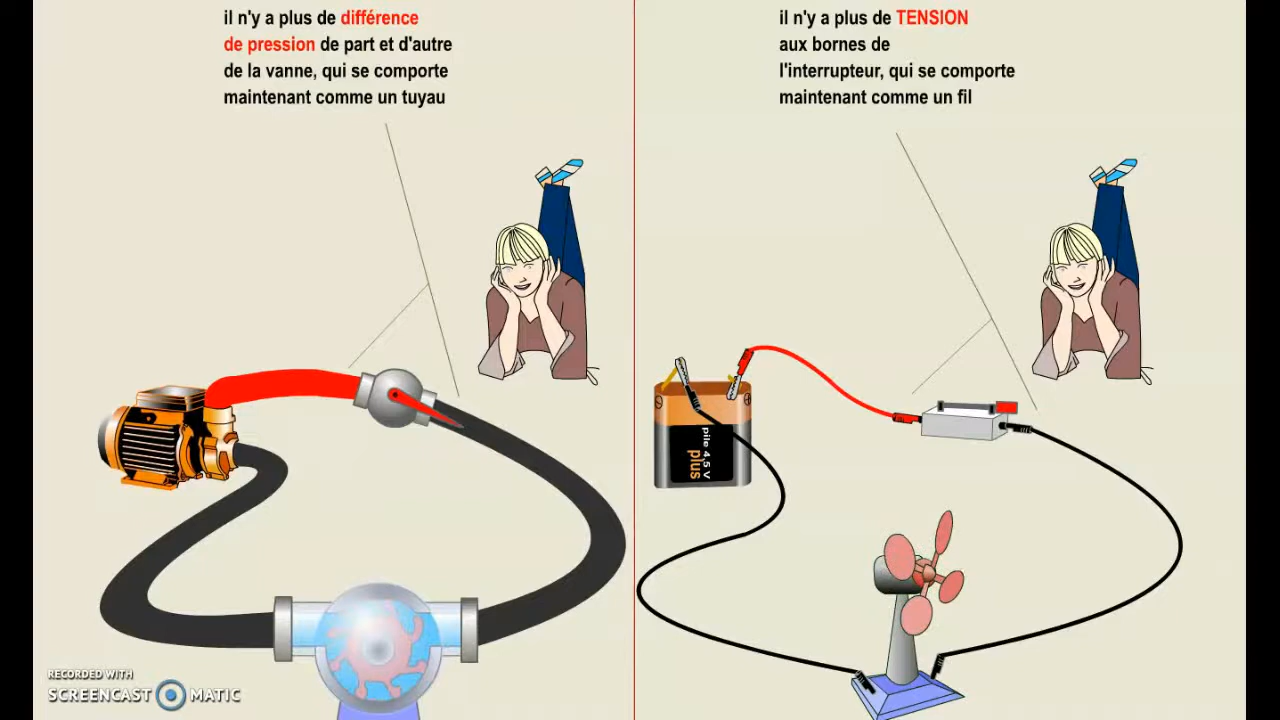 il n'y a plus de différence
de pression de part et d'autre
de la vanne, qui se comporte
maintenant comme un tuyau
il n'y a plus de TENSION
aux bornes de
l'interrupteur, qui se comporte
maintenant comme un fil
pile 4,5 V
plus
RECORDED WITH
SCREENCAST MATIC